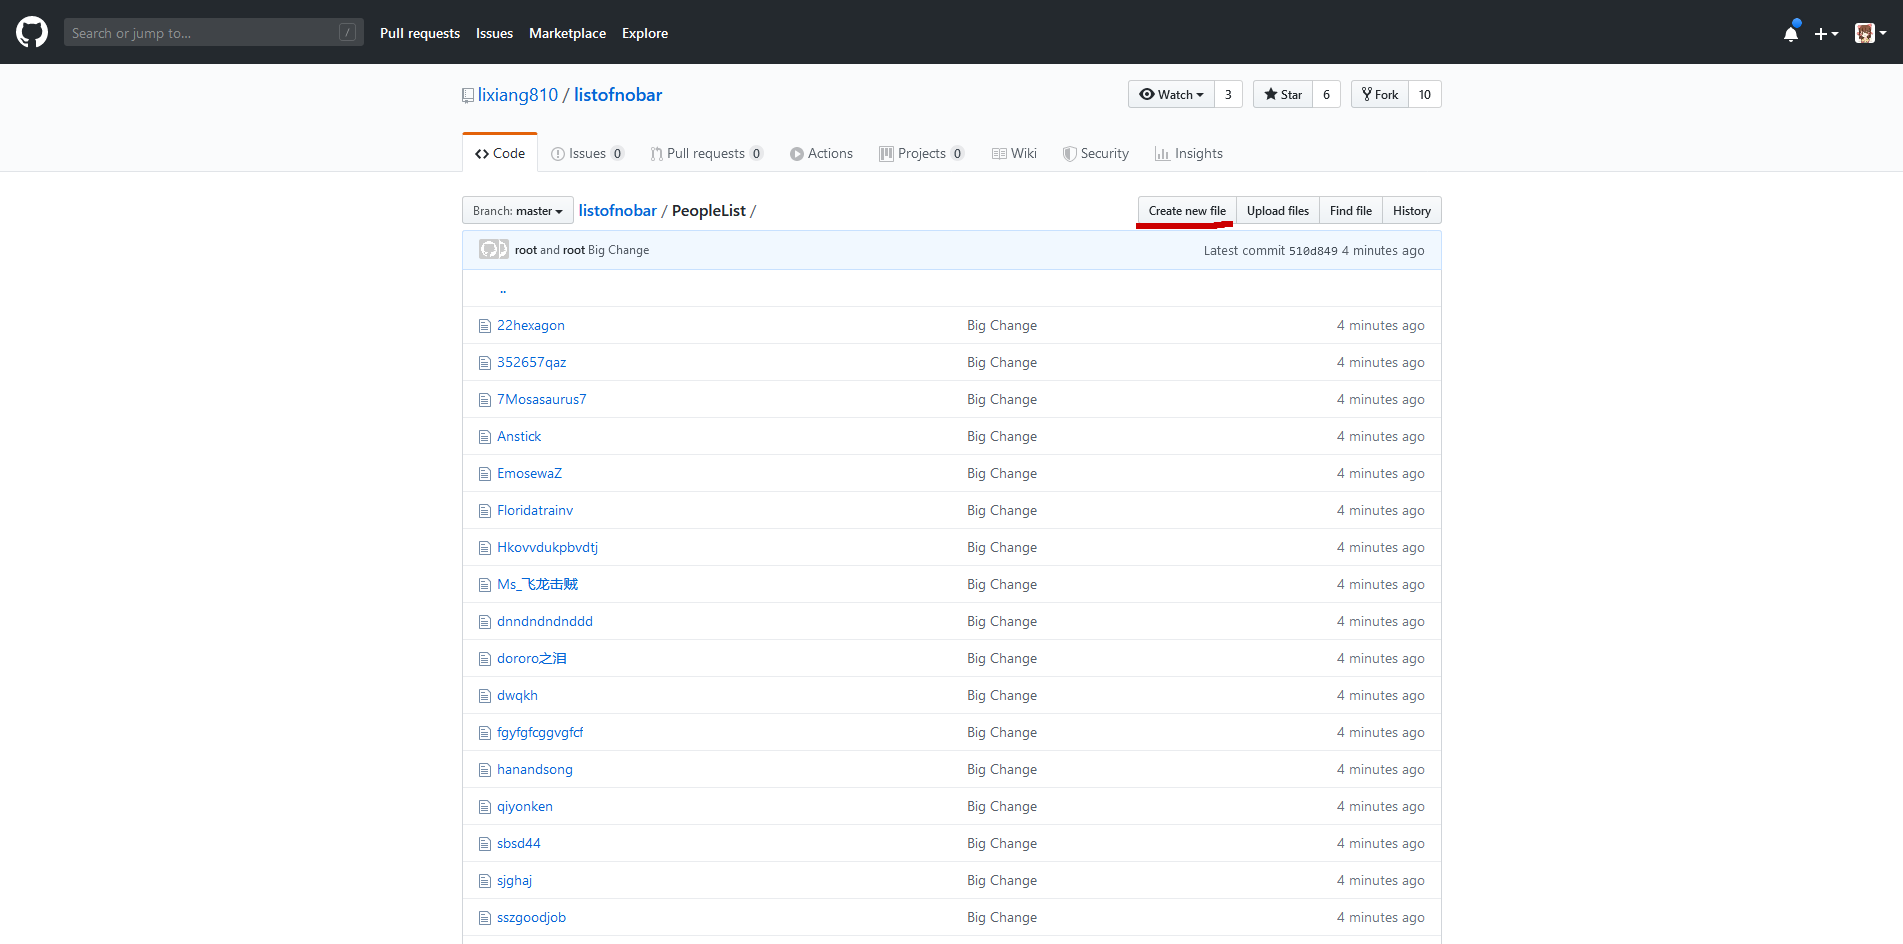 Search or jump to... /
Pull requests Issues Marketplace Explore
lixiang810 / listofnobar
Watch 3 Star 6 Fork 10
Code Issues 0 Pull requests 0 Actions Projects 0 Wiki Security Insights
Branch: master listofnobar / PeopleList / Create new file Upload files Find file History
root and root Big Change Latest commit 510d849 4 minutes ago
..
22hexagon Big Change 4 minutes ago
352657qaz Big Change 4 minutes ago
7Mosasaurus7 Big Change 4 minutes ago
Anstick Big Change 4 minutes ago
EmosewaZ Big Change 4 minutes ago
Floridatrainv Big Change 4 minutes ago
Hkovvdukpbvdtj Big Change 4 minutes ago
Ms_飞龙击贼 Big Change 4 minutes ago
dnndndndnddd Big Change 4 minutes ago
dororo之泪 Big Change 4 minutes ago
dwqkh Big Change 4 minutes ago
fgyfgfcggvgfcf Big Change 4 minutes ago
hanandsong Big Change 4 minutes ago
qiyonken Big Change 4 minutes ago
sbsd44 Big Change 4 minutes ago
sjghaj Big Change 4 minutes ago
sszgoodjob Big Change 4 minutes ago